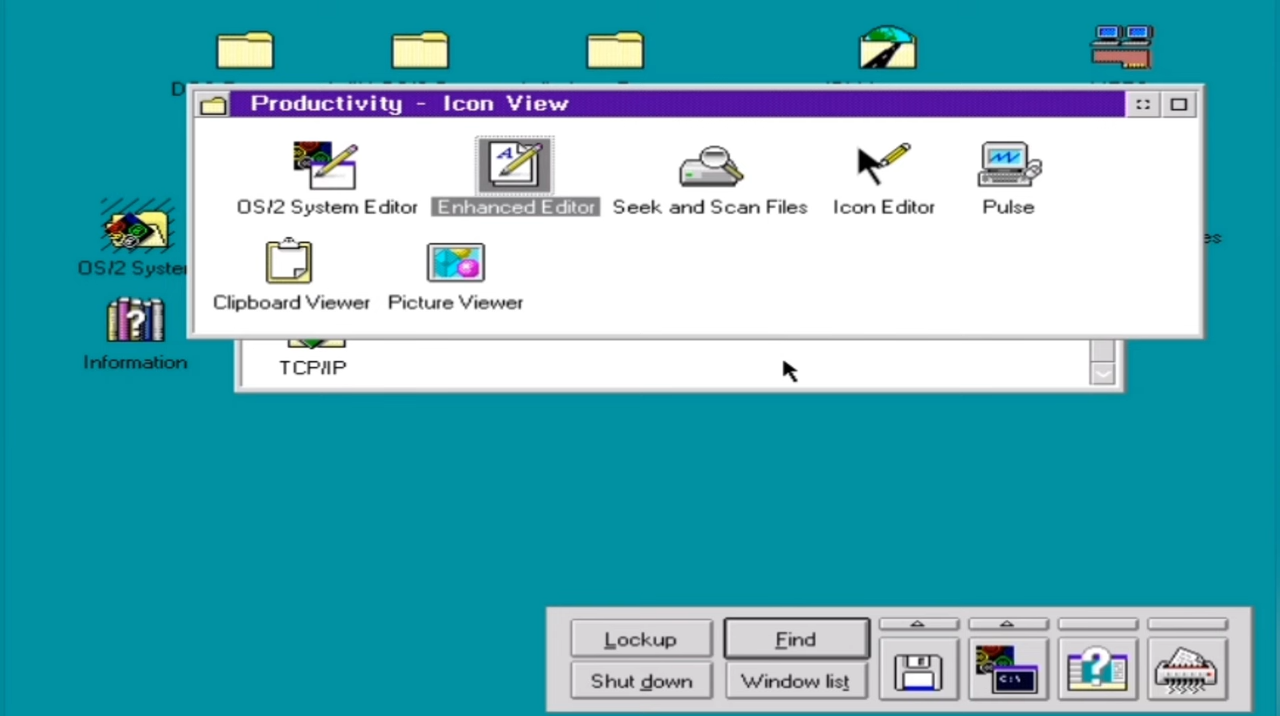 Productivity - Icon View
OS/2 System Editor
Enhanced Editor
Seek and Scan Files
Icon Editor
Pulse
Clipboard Viewer
Picture Viewer
OS/2 Syste
Information
TCP/IP
Lockup
Find
Shut down
Window list
C:\